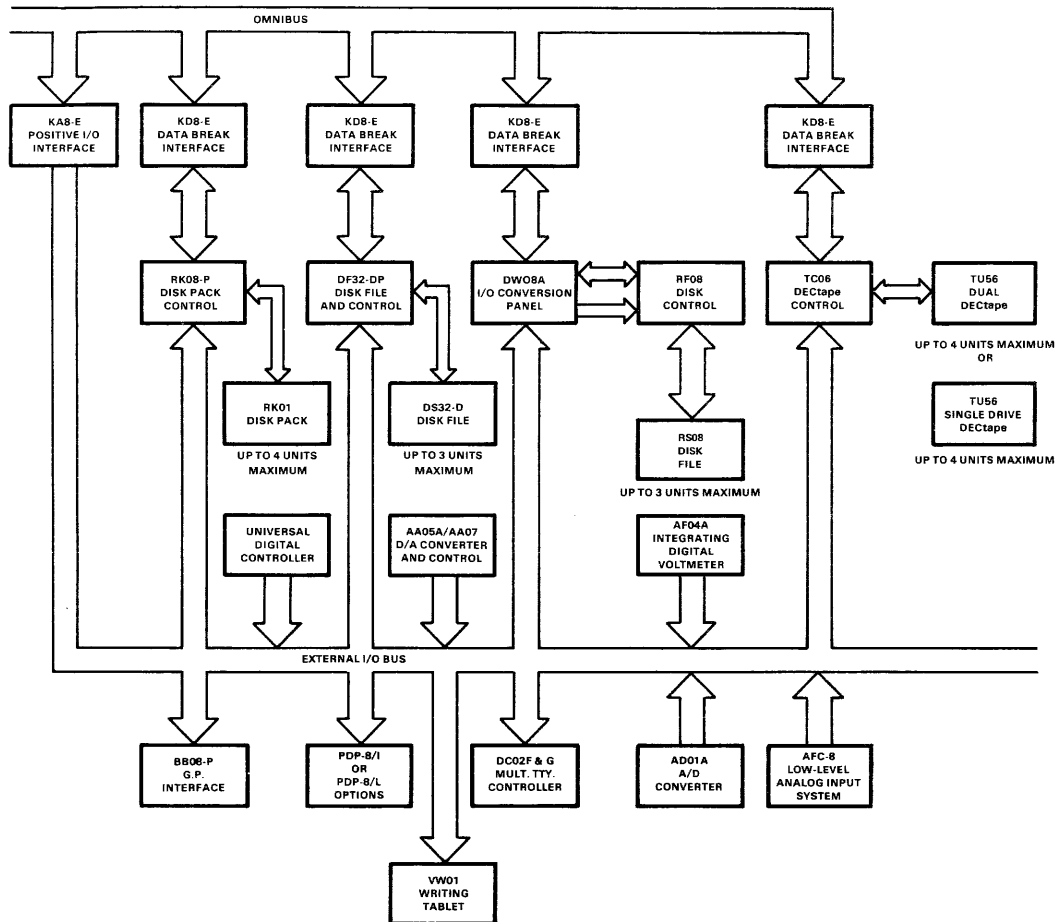 OMNIBUS
KA8-E
POSITIVE I/O
INTERFACE
KD8-E
DATA BREAK
INTERFACE
KD8-E
DATA BREAK
INTERFACE
KD8-E
DATA BREAK
INTERFACE
KD8-E
DATA BREAK
INTERFACE
RK08-P
DISK PACK
CONTROL
DF32-DP
DISK FILE
AND CONTROL
DW08A
I/O CONVERSION
PANEL
RF08
DISK
CONTROL
TC06
DECtape
CONTROL
TU56
DUAL
DECtape
UP TO 4 UNITS MAXIMUM
OR
RK01
DISK PACK
UP TO 4 UNITS
MAXIMUM
DS32-D
DISK FILE
UP TO 3 UNITS
MAXIMUM
RS08
DISK
FILE
UP TO 3 UNITS MAXIMUM
TU56
SINGLE DRIVE
DECtape
UP TO 4 UNITS MAXIMUM
UNIVERSAL
DIGITAL
CONTROLLER
AA05A/AA07
D/A CONVERTER
AND CONTROL
AF04A
INTEGRATING
DIGITAL
VOLTMETER
EXTERNAL I/O BUS
BB08-P
G.P.
INTERFACE
PDP-8/I
OR
PDP-8/L
OPTIONS
DC02F & G
MULT. TTY.
CONTROLLER
AD01A
A/D
CONVERTER
AFC-8
LOW-LEVEL
ANALOG INPUT
SYSTEM
VW01
WRITING
TABLET